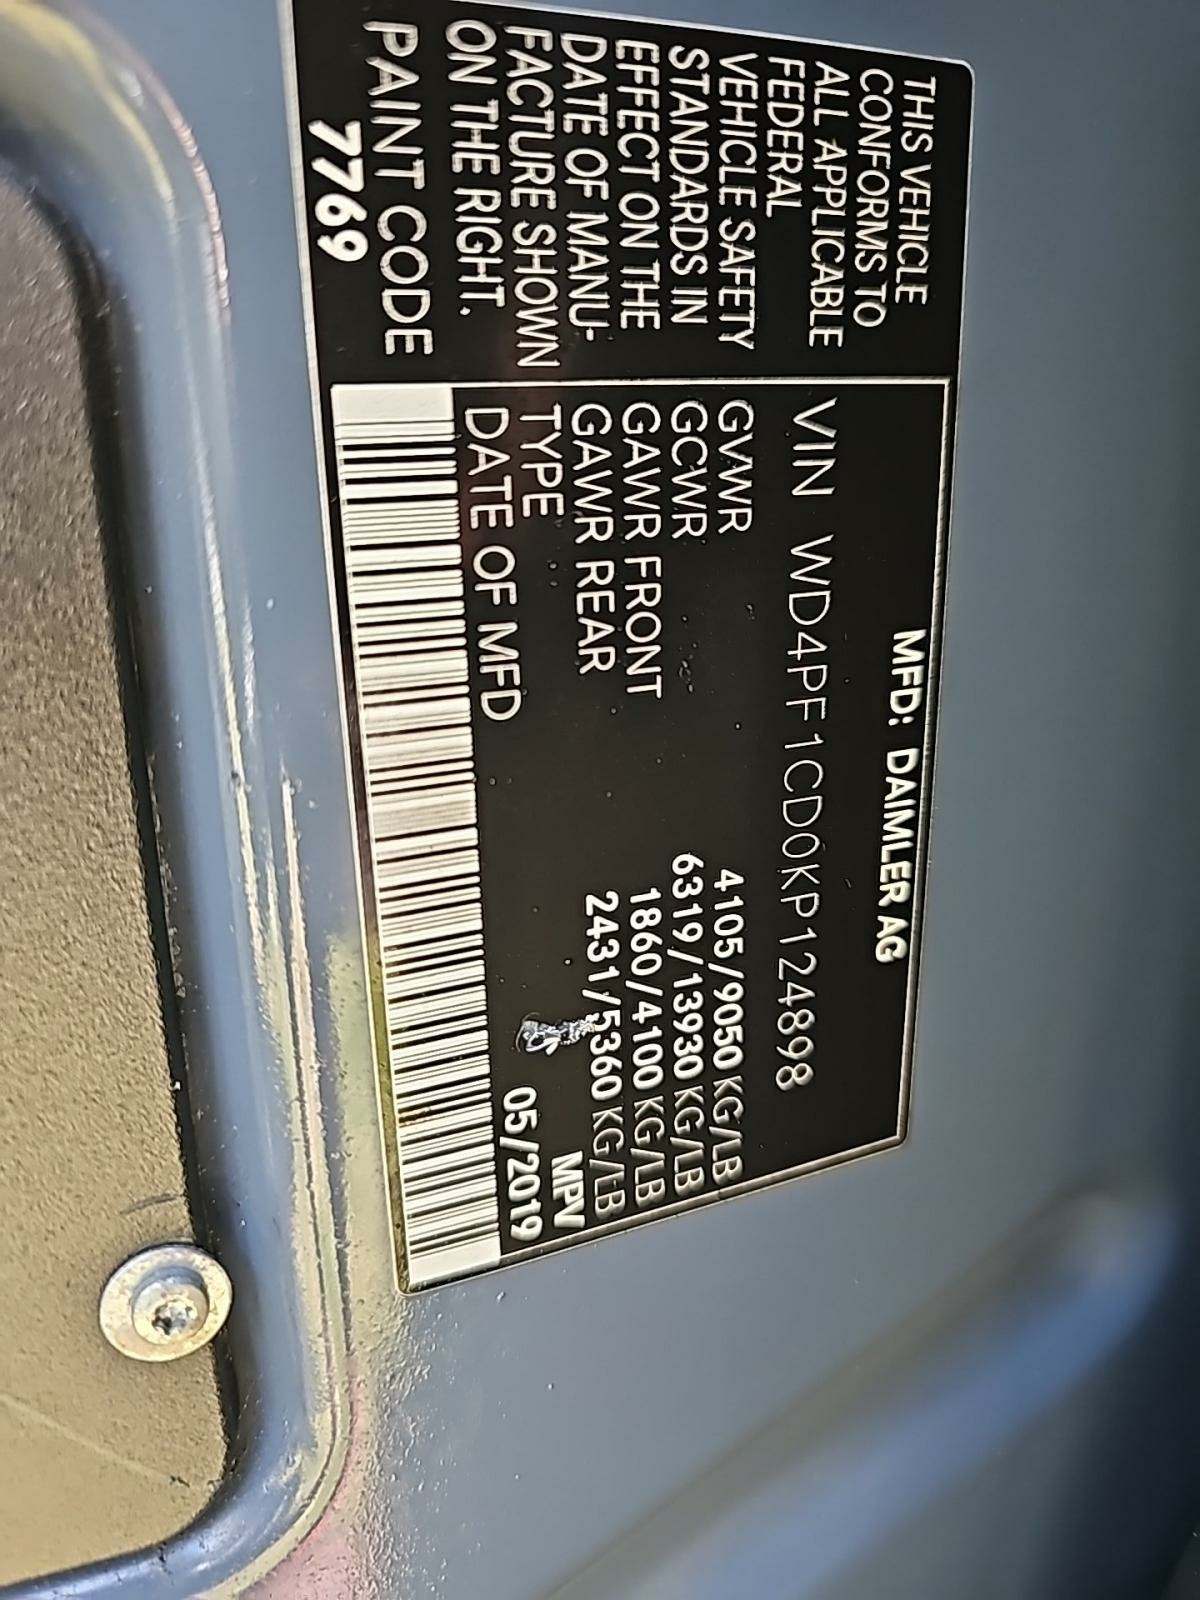 MFD: DAIMLER AG
THIS VEHICLE
CONFORMS TO
ALL APPLICABLE
FEDERAL
VEHICLE SAFETY
STANDARDS IN
EFFECT ON THE
DATE OF MANU-
FACTURE SHOWN
ON THE RIGHT.
PAINT CODE
7769
VIN WD4PF1CD0KP124898
GVWR 4105/9050 KG/LB
GCWR 6319/13930 KG/LB
GAWR FRONT 1860/4100 KG/LB
GAWR REAR 2431/5360 KG/LB
TYPE MPV
DATE OF MFD 05/2019